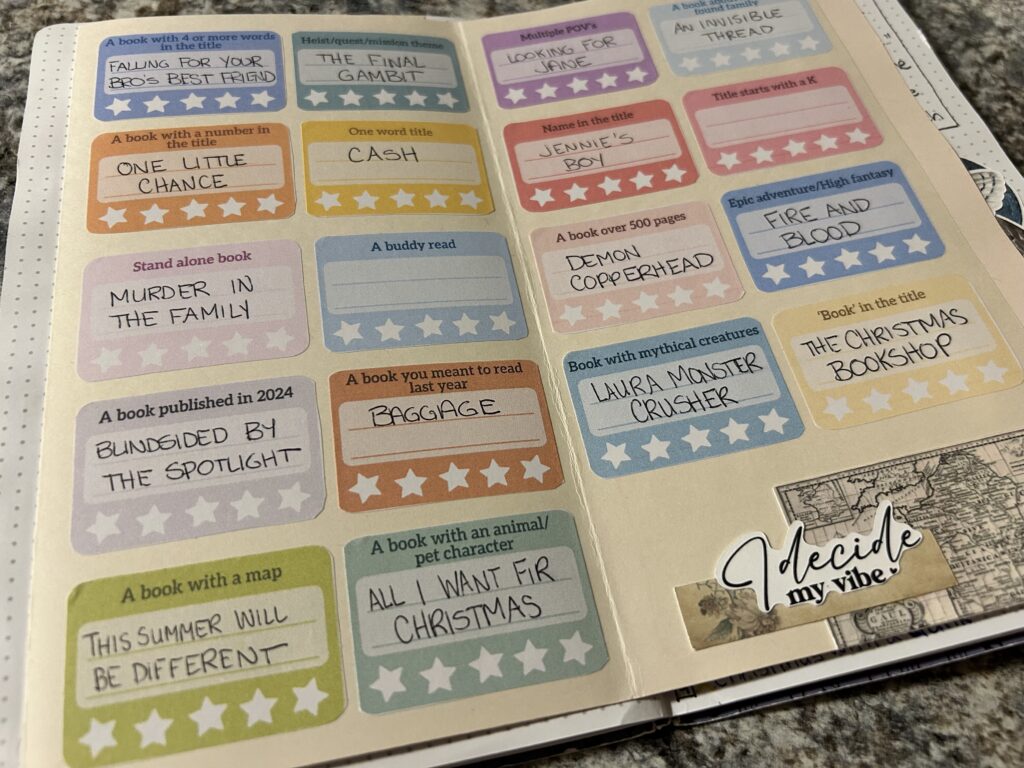 A book with 4 or more words
in the title
FALLING FOR YOUR
BRO'S BEST FRIEND
Heist/quest/mission theme
THE FINAL
GAMBIT
A book with a number in
the title
ONE LITTLE
CHANCE
One word title
CASH
Stand alone book
MURDER IN
THE FAMILY
A buddy read
A book published in 2024
BLINDSIDED BY
THE SPOTLIGHT
A book you meant to read
last year
BAGGAGE
A book with a map
THIS SUMMER WILL
BE DIFFERENT
A book with an animal/
pet character
ALL I WANT FIR
CHRISTMAS
Multiple POV's
LOOKING FOR
JANE
A book about
found family
AN INVISIBLE
THREAD
Name in the title
JENNIE'S
BOY
Title starts with a K
A book over 500 pages
DEMON
COPPERHEAD
Epic adventure/High fantasy
FIRE AND
BLOOD
Book with mythical creatures
LAURA MONSTER
CRUSHER
'Book' in the title
THE CHRISTMAS
BOOKSHOP
I decide
my vibe.